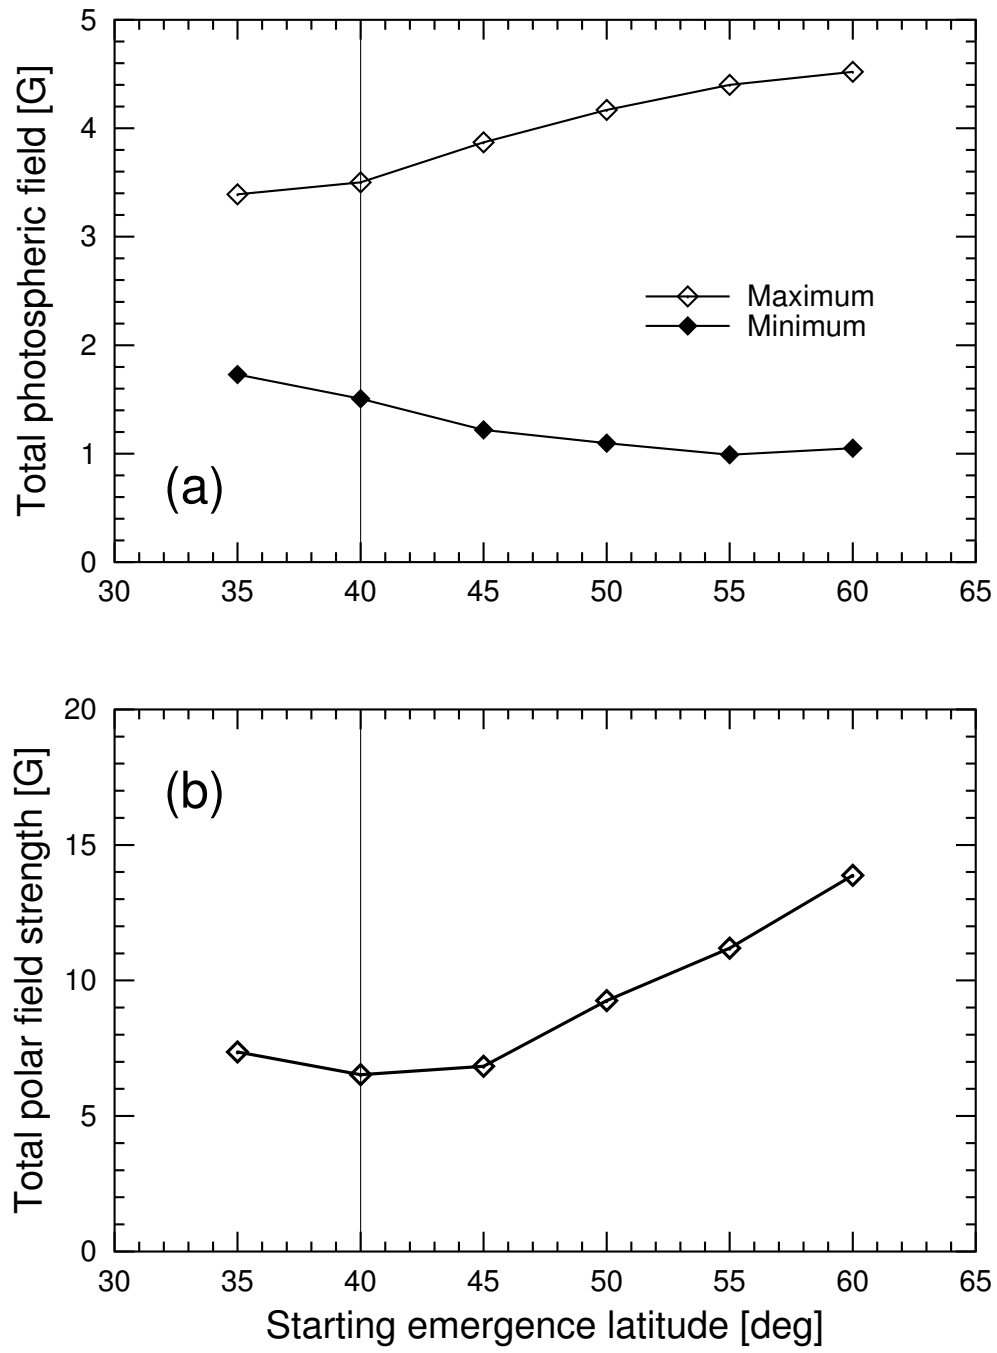 5
4
3
2
1
0
Total photospheric field [G]
Maximum
Minimum
(a)
30 35 40 45 50 55 60 65
20
15
10
5
0
Total polar field strength [G]
(b)
30 35 40 45 50 55 60 65
Starting emergence latitude [deg]